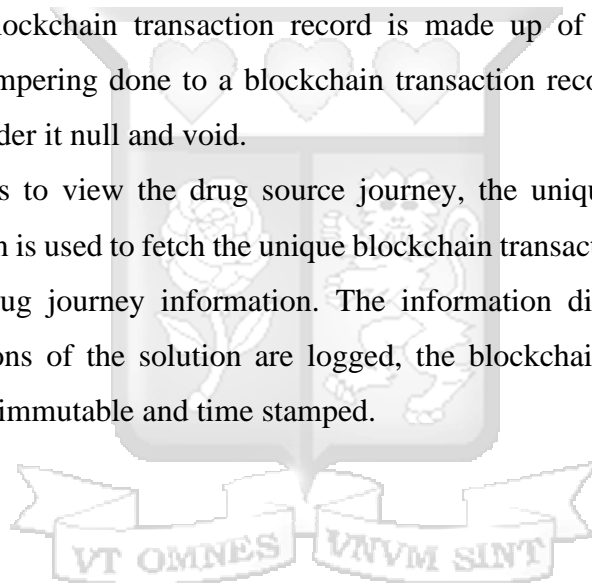 lockchain transaction record is made up of
mpering done to a blockchain transaction reco
der it null and void.
s to view the drug source journey, the uniqu
n is used to fetch the unique blockchain transact
ug journey information. The information di
ons of the solution are logged, the blockchai
immutable and time stamped.
VT OMNES VNVM SINT